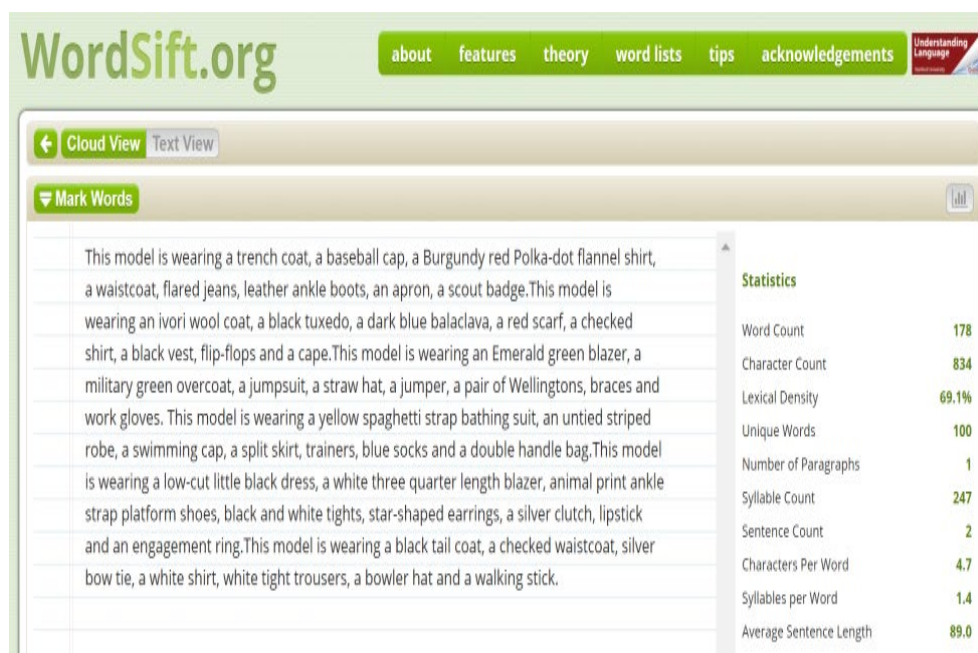 WordSift.org
about features theory word lists tips acknowledgements
Understanding
Language
Cloud View Text View
Mark Words
This model is wearing a trench coat, a baseball cap, a Burgundy red Polka-dot flannel shirt,
a waistcoat, flared jeans, leather ankle boots, an apron, a scout badge.This model is
wearing an ivori wool coat, a black tuxedo, a dark blue balaclava, a red scarf, a checked
shirt, a black vest, flip-flops and a cape.This model is wearing an Emerald green blazer, a
military green overcoat, a jumpsuit, a straw hat, a jumper, a pair of Wellingtons, braces and
work gloves. This model is wearing a yellow spaghetti strap bathing suit, an untied striped
robe, a swimming cap, a split skirt, trainers, blue socks and a double handle bag.This model
is wearing a low-cut little black dress, a white three quarter length blazer, animal print ankle
strap platform shoes, black and white tights, star-shaped earrings, a silver clutch, lipstick
and an engagement ring.This model is wearing a black tail coat, a checked waistcoat, silver
bow tie, a white shirt, white tight trousers, a bowler hat and a walking stick.
Statistics
Word Count 178
Character Count 834
Lexical Density 69.1%
Unique Words 100
Number of Paragraphs 1
Syllable Count 247
Sentence Count 2
Characters Per Word 4.7
Syllables per Word 1.4
Average Sentence Length 89.0